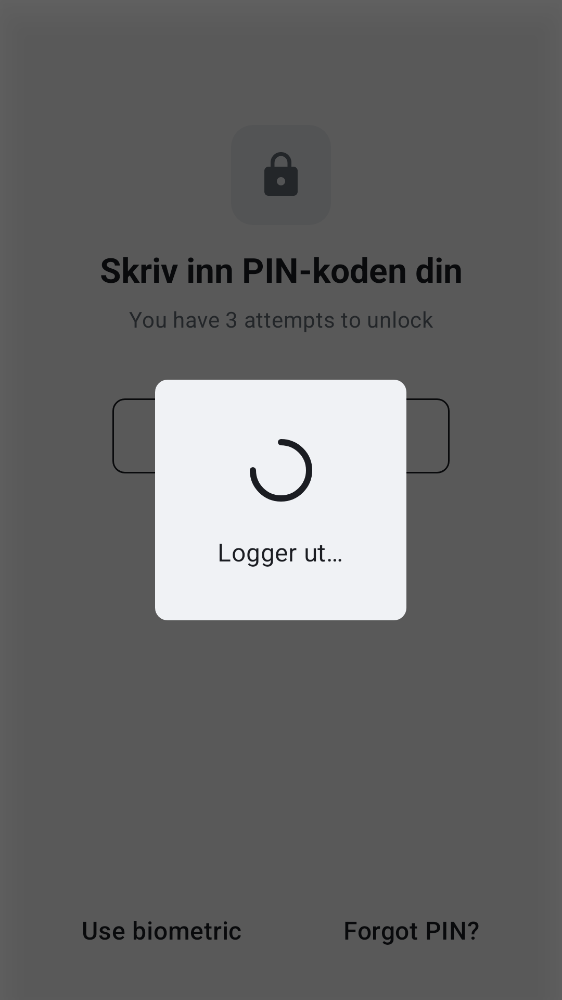 Skriv inn PIN-koden din
You have 3 attempts to unlock
Logger ut…
Use biometric
Forgot PIN?